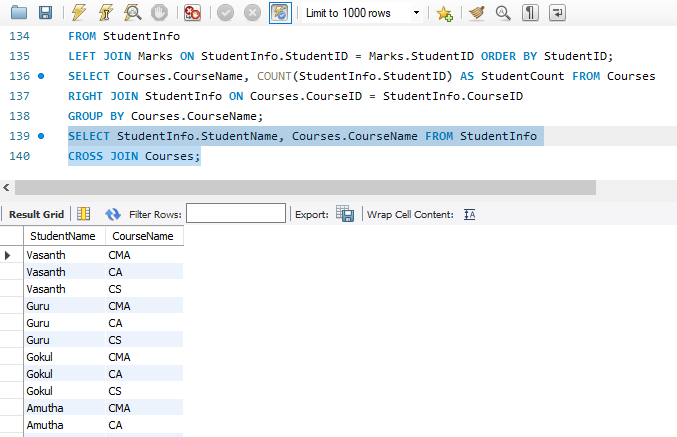 Limit to 1000 rows
134 FROM StudentInfo
135 LEFT JOIN Marks ON StudentInfo.StudentID = Marks.StudentID ORDER BY StudentID;
136 SELECT Courses.CourseName, COUNT(StudentInfo.StudentID) AS StudentCount FROM Courses
137 RIGHT JOIN StudentInfo ON Courses.CourseID = StudentInfo.CourseID
138 GROUP BY Courses.CourseName;
139 SELECT StudentInfo.StudentName, Courses.CourseName FROM StudentInfo
140 CROSS JOIN Courses;
Result Grid Filter Rows: Export: Wrap Cell Content:
StudentName CourseName
Vasanth CMA
Vasanth CA
Vasanth CS
Guru CMA
Guru CA
Guru CS
Gokul CMA
Gokul CA
Gokul CS
Amutha CMA
Amutha CA